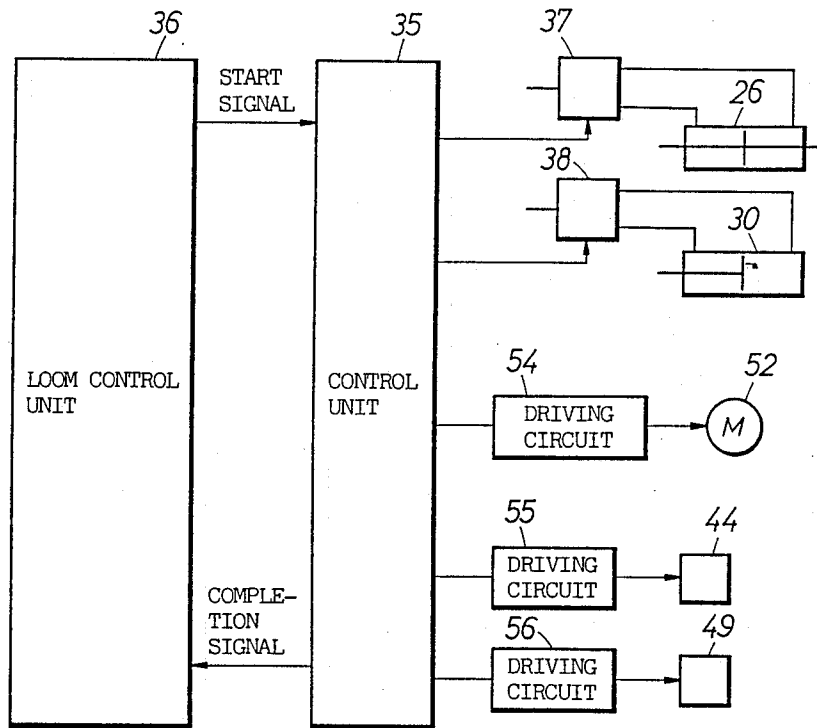 36
35
37
START
SIGNAL
26
38
30
LOOM CONTROL
UNIT
CONTROL
UNIT
54
52
DRIVING
CIRCUIT
M
55
44
DRIVING
CIRCUIT
COMPLE-
TION
SIGNAL
56
49
DRIVING
CIRCUIT